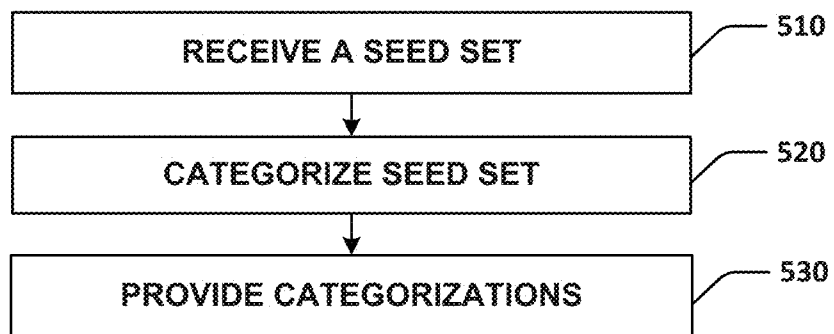 RECEIVE A SEED SET
510
CATEGORIZE SEED SET
520
PROVIDE CATEGORIZATIONS
530